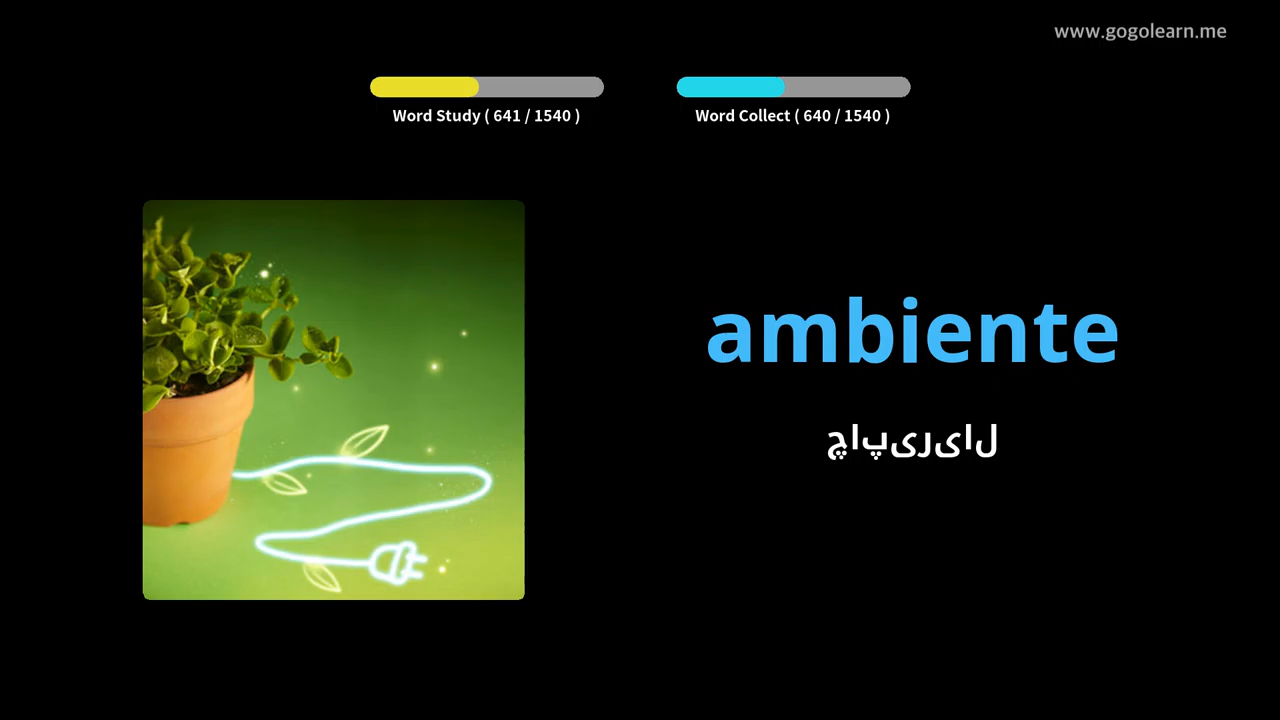 www.gogolearn.me
Word Study ( 641 / 1540 )
Word Collect ( 640 / 1540 )
ambiente
چاپیریال